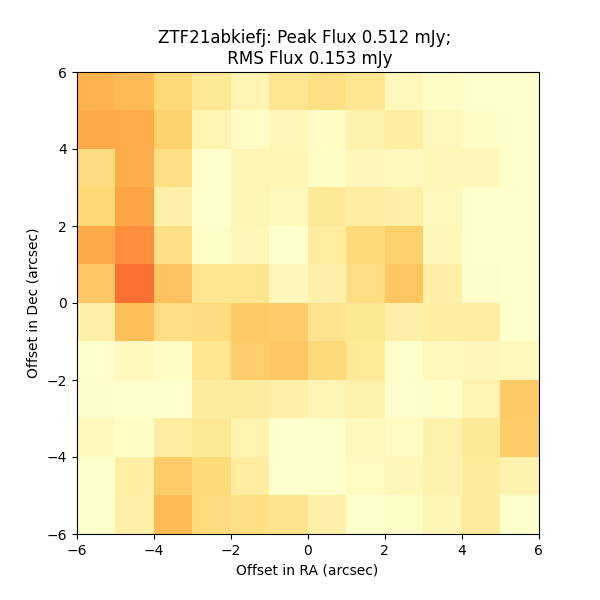 ZTF21abkiefj: Peak Flux 0.512 mJy;
RMS Flux 0.153 mJy
6
4
2
0
−2
−4
−6
Offset in Dec (arcsec)
−6 −4 −2 0 2 4 6
Offset in RA (arcsec)